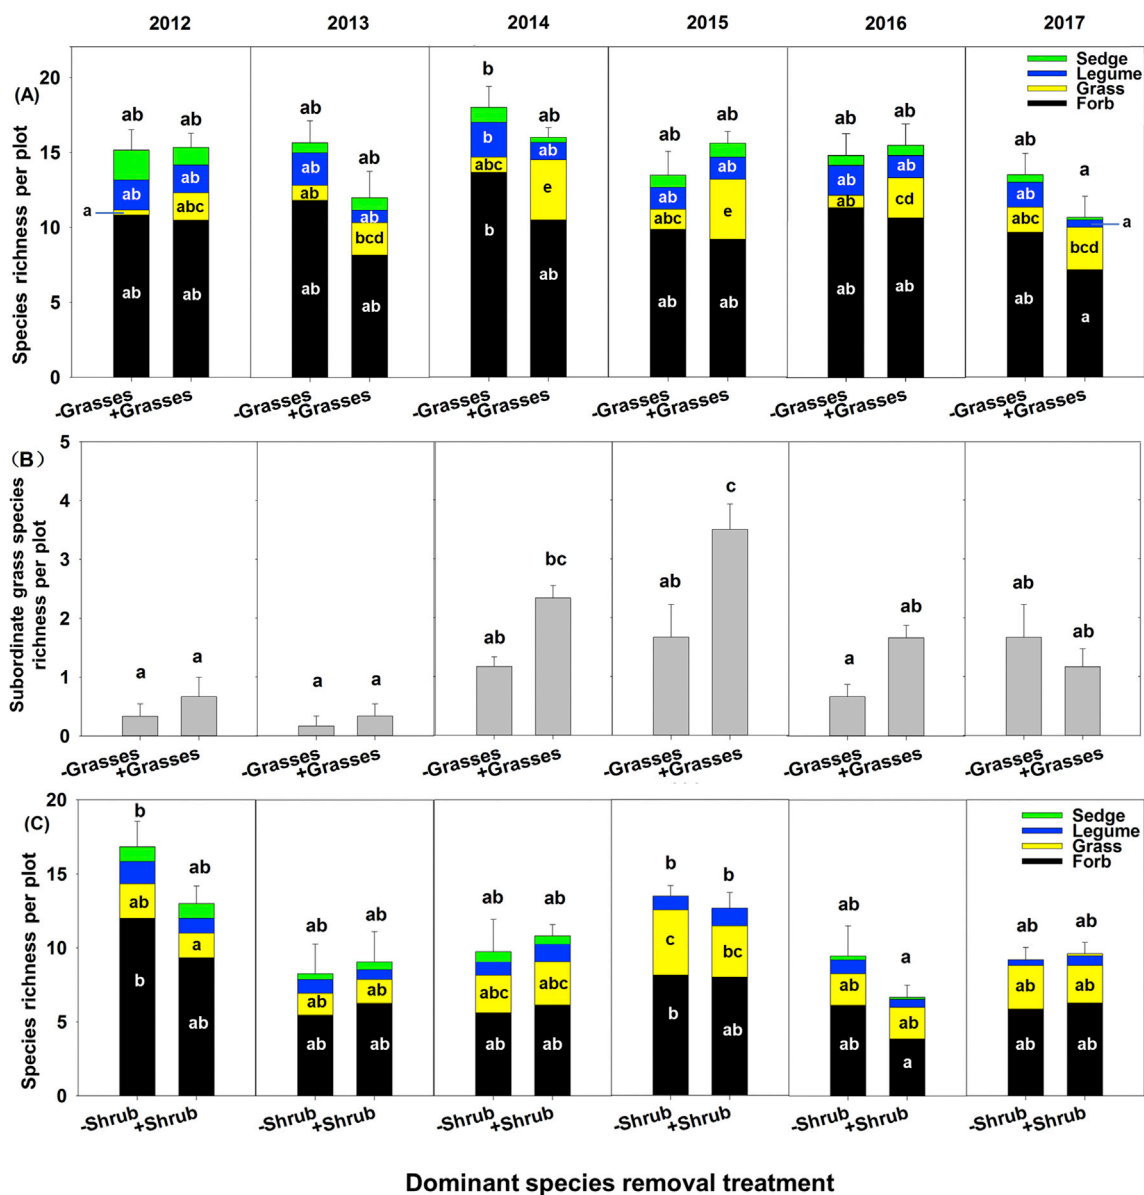 2012 2013 2014 2015 2016 2017
(A)
Species richness per plot
20
15
10
5
0
Sedge
Legume
Grass
Forb
ab ab ab ab b ab ab ab ab ab ab a
ab ab ab ab b ab ab ab ab ab ab a
a abc ab bcd abc e abc e ab cd abc bcd
ab ab ab ab b ab ab ab ab ab ab a
-Grasses +Grasses -Grasses +Grasses -Grasses +Grasses -Grasses +Grasses -Grasses +Grasses -Grasses +Grasses
(B)
Subordinate grass species
richness per plot
5
4
3
2
1
0
a a a a ab bc ab c a ab ab ab
-Grasses +Grasses -Grasses +Grasses -Grasses +Grasses -Grasses +Grasses -Grasses +Grasses -Grasses +Grasses
(C)
Species richness per plot
20
15
10
5
0
Sedge
Legume
Grass
Forb
b ab ab ab ab ab b b ab a ab ab
ab a ab ab abc abc c bc ab ab ab ab
b ab ab ab ab ab b ab ab a ab ab
-Shrub +Shrub -Shrub +Shrub -Shrub +Shrub -Shrub +Shrub -Shrub +Shrub -Shrub +Shrub
Dominant species removal treatment